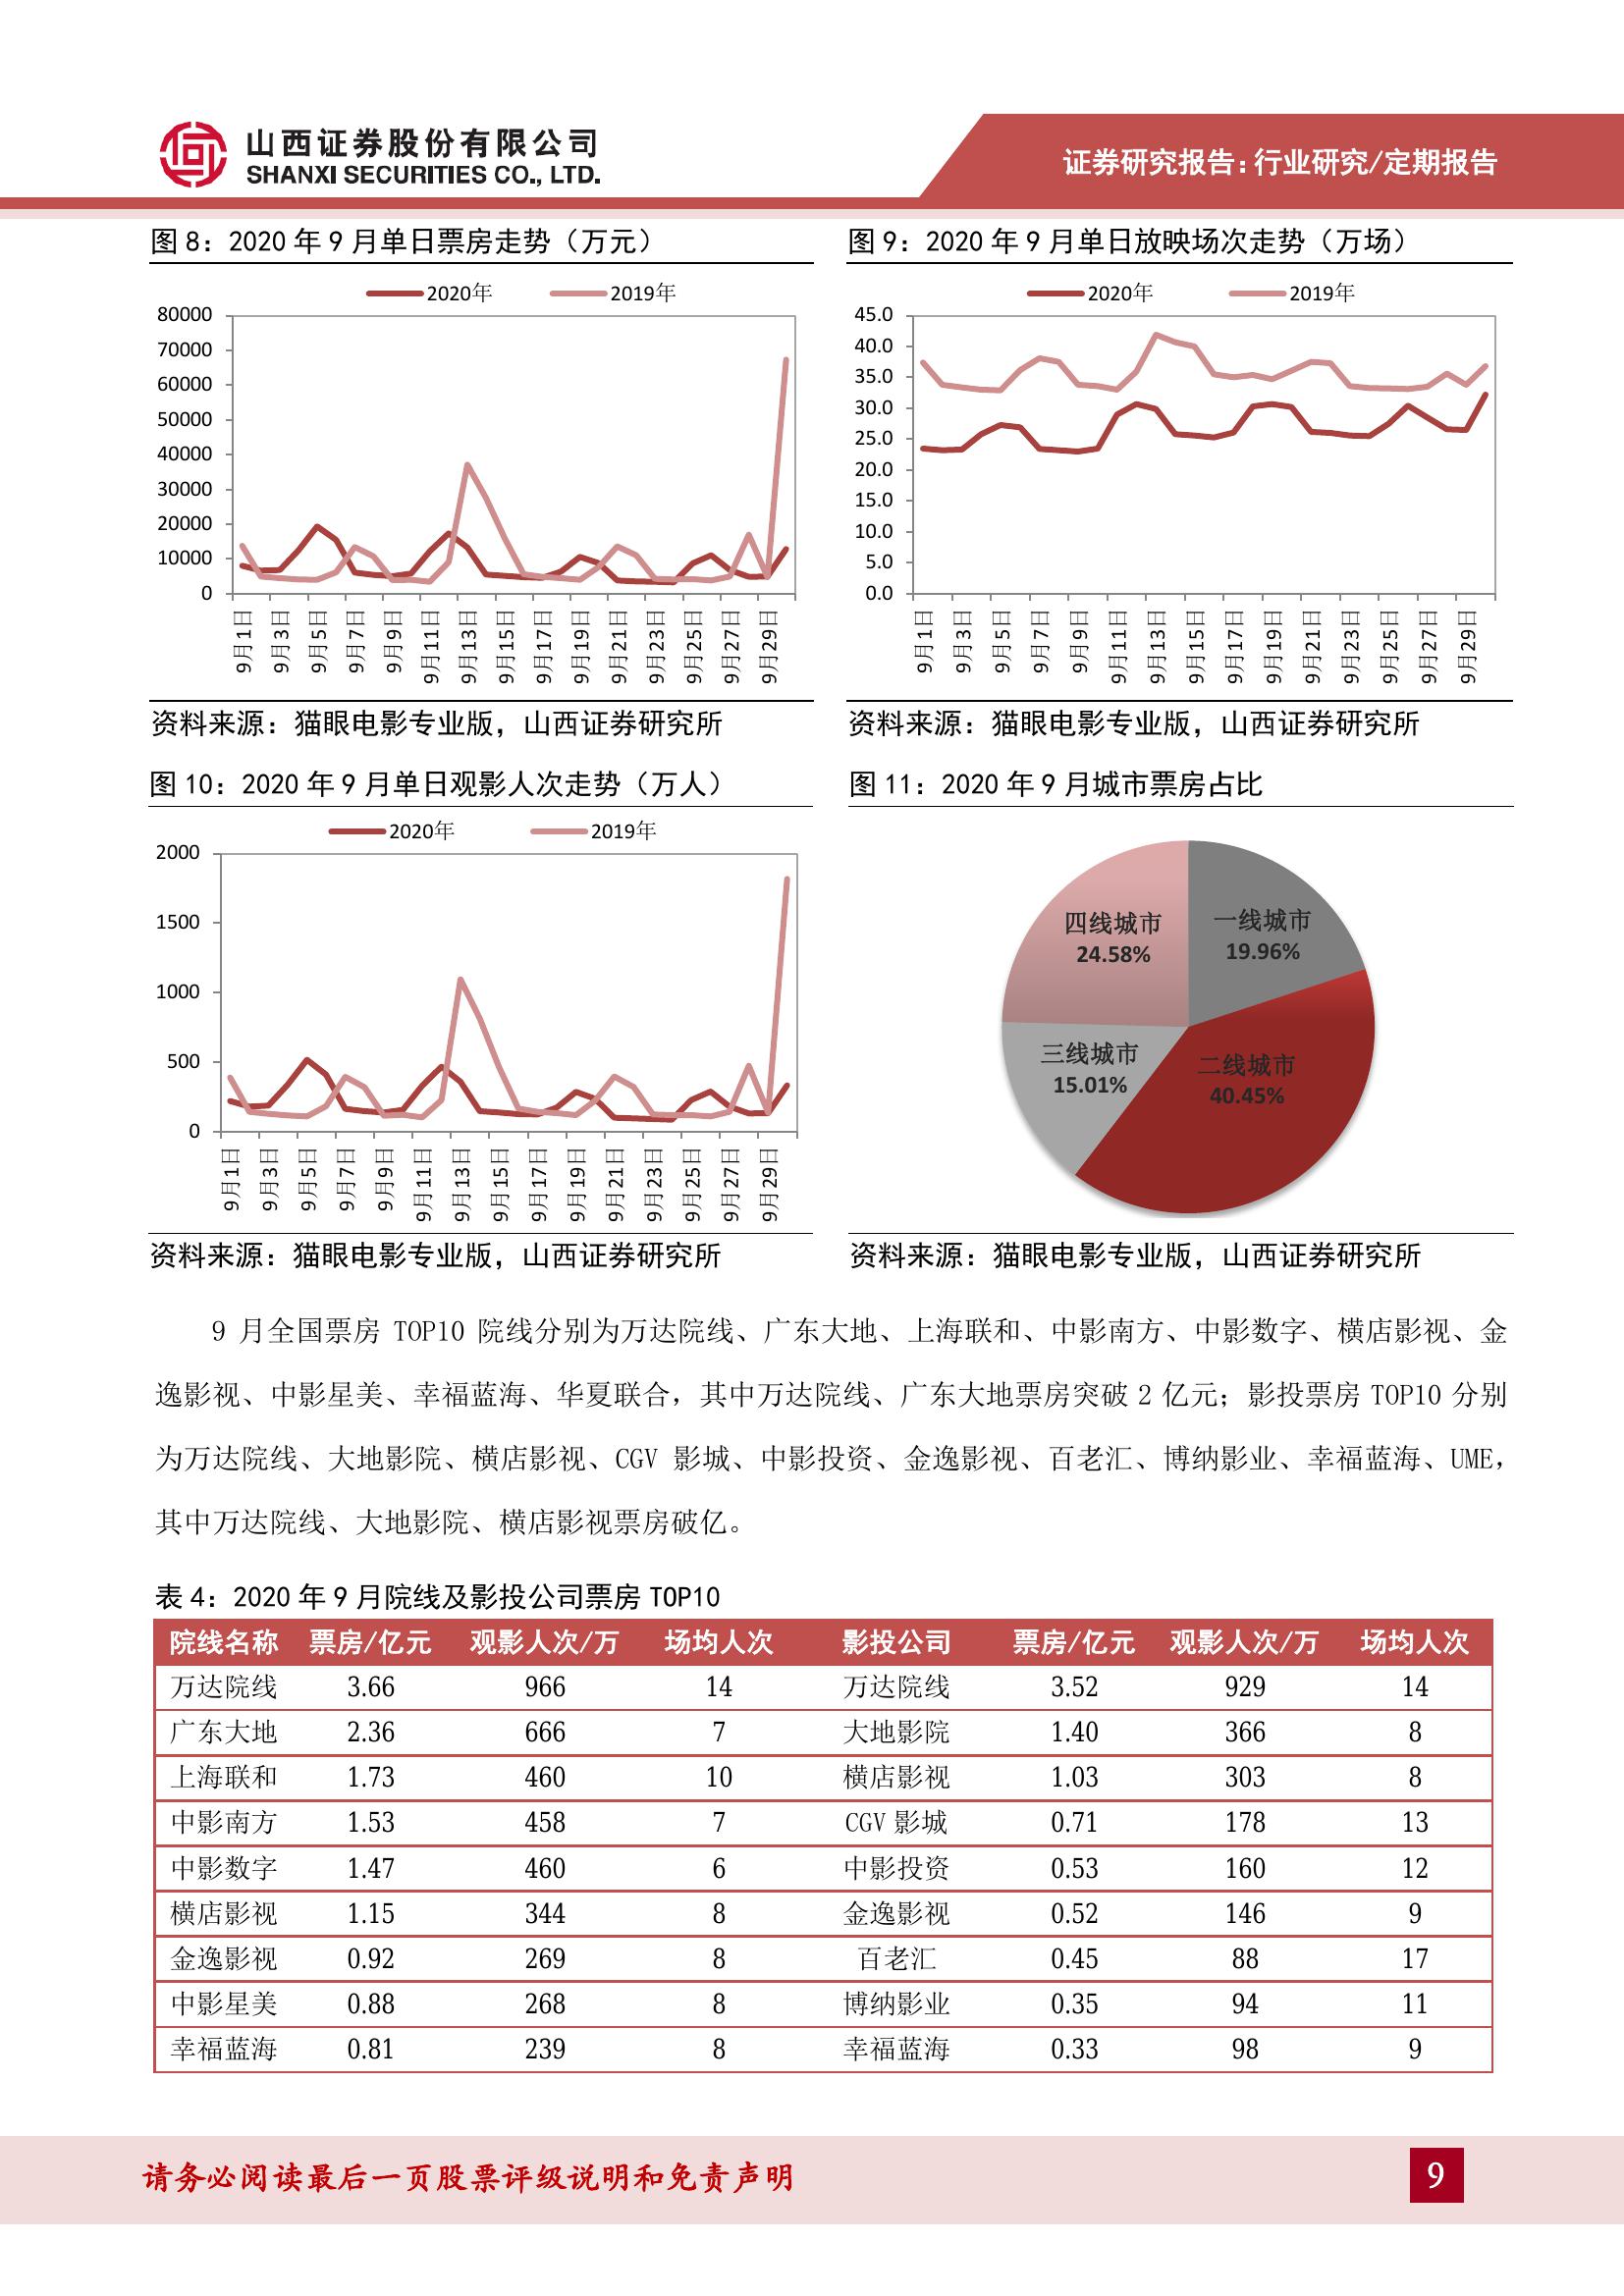 山西证券股份有限公司
SHANXI SECURITIES CO., LTD.
证券研究报告:行业研究/定期报告
图 8：2020 年 9 月单日票房走势（万元）
2020年 2019年
80000
70000
60000
50000
40000
30000
20000
10000
0
9月1日 9月3日 9月5日 9月7日 9月9日 9月11日 9月13日 9月15日 9月17日 9月19日 9月21日 9月23日 9月25日 9月27日 9月29日
资料来源：猫眼电影专业版，山西证券研究所
图 9：2020 年 9 月单日放映场次走势（万场）
2020年 2019年
45.0
40.0
35.0
30.0
25.0
20.0
15.0
10.0
5.0
0.0
9月1日 9月3日 9月5日 9月7日 9月9日 9月11日 9月13日 9月15日 9月17日 9月19日 9月21日 9月23日 9月25日 9月27日 9月29日
资料来源：猫眼电影专业版，山西证券研究所
图 10：2020 年 9 月单日观影人次走势（万人）
2020年 2019年
2000
1500
1000
500
0
9月1日 9月3日 9月5日 9月7日 9月9日 9月11日 9月13日 9月15日 9月17日 9月19日 9月21日 9月23日 9月25日 9月27日 9月29日
资料来源：猫眼电影专业版，山西证券研究所
图 11：2020 年 9 月城市票房占比
四线城市
24.58%
一线城市
19.96%
三线城市
15.01%
二线城市
40.45%
资料来源：猫眼电影专业版，山西证券研究所
9 月全国票房 TOP10 院线分别为万达院线、广东大地、上海联和、中影南方、中影数字、横店影视、金
逸影视、中影星美、幸福蓝海、华夏联合，其中万达院线、广东大地票房突破 2 亿元；影投票房 TOP10 分别
为万达院线、大地影院、横店影视、CGV 影城、中影投资、金逸影视、百老汇、博纳影业、幸福蓝海、UME，
其中万达院线、大地影院、横店影视票房破亿。
表 4：2020 年 9 月院线及影投公司票房 TOP10
院线名称 票房/亿元 观影人次/万 场均人次 影投公司 票房/亿元 观影人次/万 场均人次
万达院线 3.66 966 14 万达院线 3.52 929 14
广东大地 2.36 666 7 大地影院 1.40 366 8
上海联和 1.73 460 10 横店影视 1.03 303 8
中影南方 1.53 458 7 CGV 影城 0.71 178 13
中影数字 1.47 460 6 中影投资 0.53 160 12
横店影视 1.15 344 8 金逸影视 0.52 146 9
金逸影视 0.92 269 8 百老汇 0.45 88 17
中影星美 0.88 268 8 博纳影业 0.35 94 11
幸福蓝海 0.81 239 8 幸福蓝海 0.33 98 9
请务必阅读最后一页股票评级说明和免责声明
9